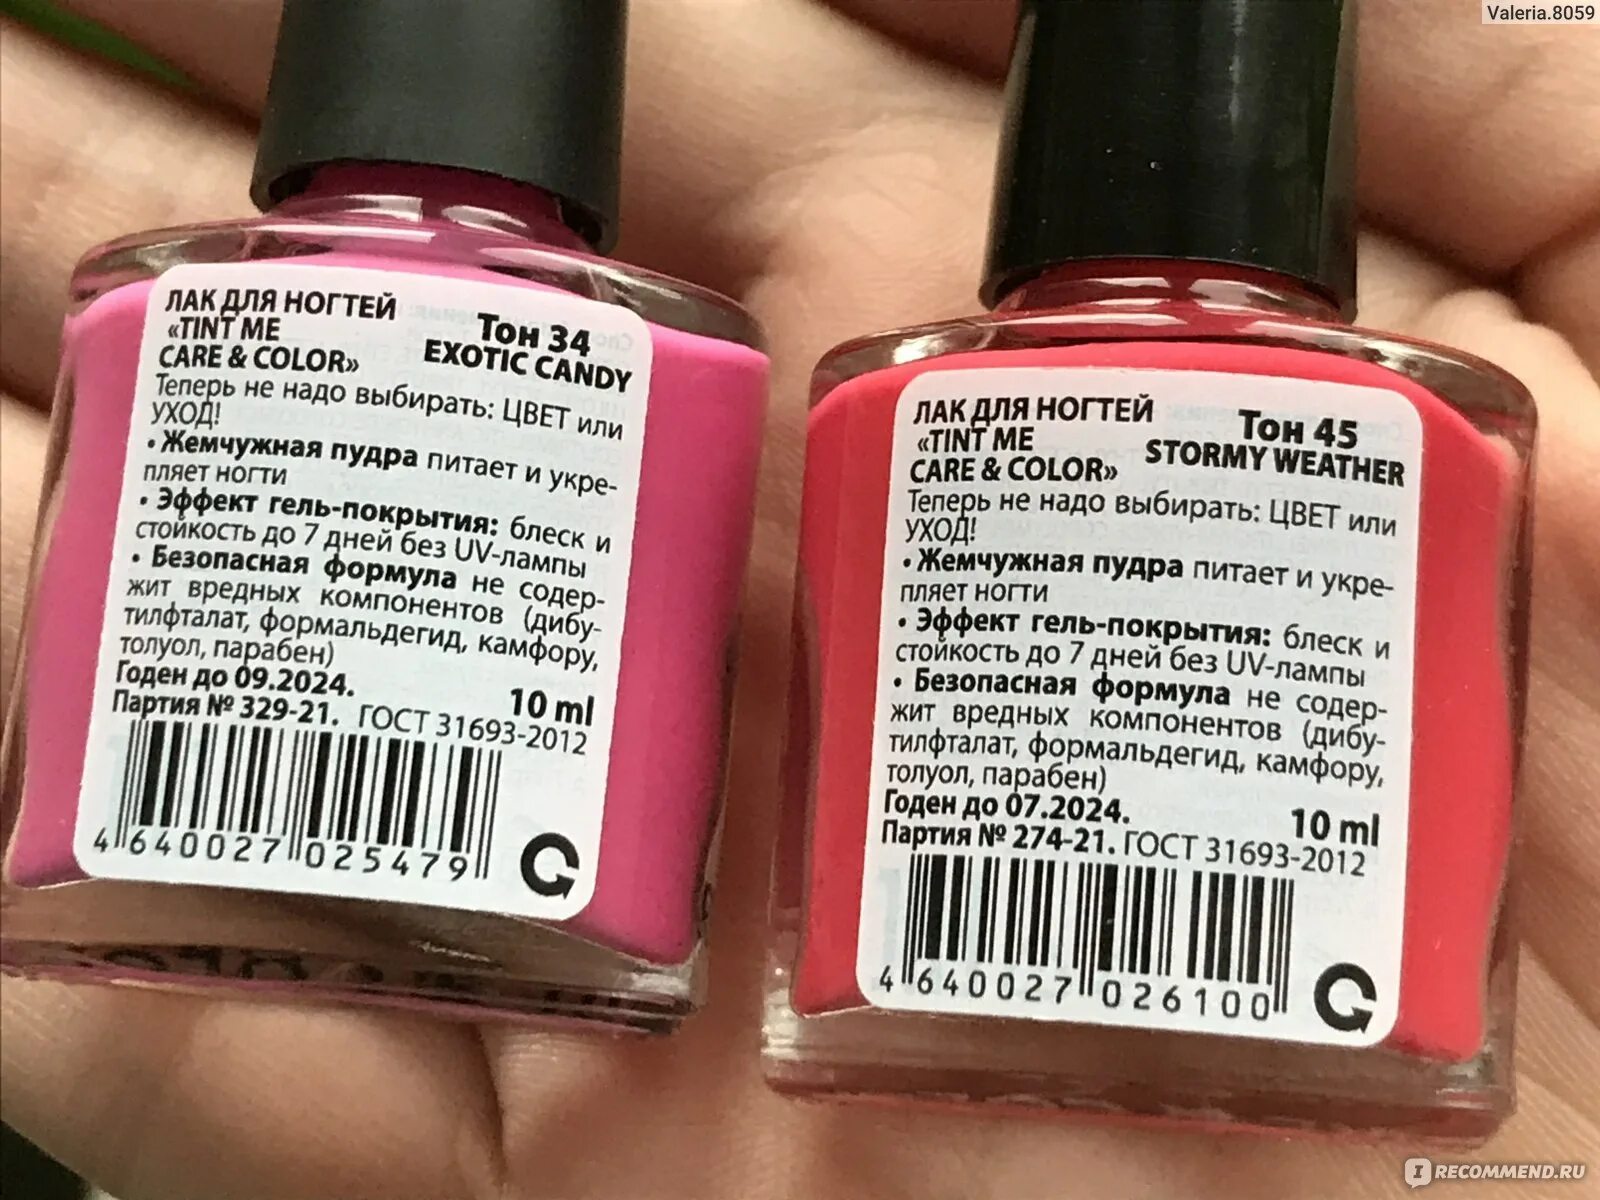 Valeria.8059
ЛАК ДЛЯ НОГТЕЙ
«TINT ME
CARE & COLOR»
Тон 34
EXOTIC CANDY
Теперь не надо выбирать: ЦВЕТ или
УХОД!
• Жемчужная пудра питает и укре-
пляет ногти
• Эффект гель-покрытия: блеск и
стойкость до 7 дней без UV-лампы
• Безопасная формула не содер-
жит вредных компонентов (дибу-
тилфталат, формальдегид, камфору,
толуол, парабен)
Годен до 09.2024.
10 ml
Партия № 329-21. ГОСТ 31693-2012
4 640027 025479
ЛАК ДЛЯ НОГТЕЙ
«TINT ME
CARE & COLOR»
Тон 45
STORMY WEATHER
Теперь не надо выбирать: ЦВЕТ или
УХОД!
• Жемчужная пудра питает и укре-
пляет ногти
• Эффект гель-покрытия: блеск и
стойкость до 7 дней без UV-лампы
• Безопасная формула не содер-
жит вредных компонентов (дибу-
тилфталат, формальдегид, камфору,
толуол, парабен)
Годен до 07.2024.
10 ml
Партия № 274-21. ГОСТ 31693-2012
4 640027 026100
IRECOMMEND.RU